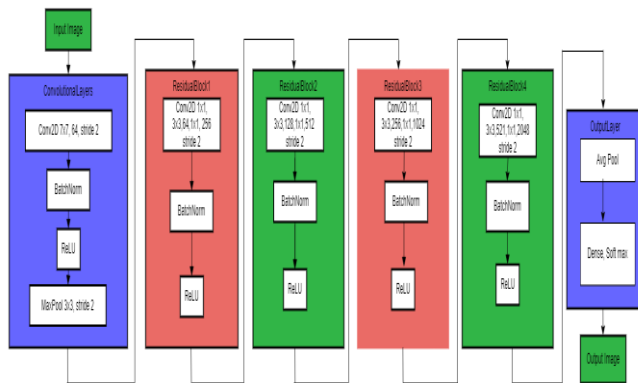 Input Image
ConvolutionalLayers
Conv2D 7x7, 64, stride 2
BatchNorm
ReLU
MaxPool 3x3, stride 2
ResidualBlock1
Conv2D 1x1,
3x3,64,1x1, 256
stride 2
BatchNorm
ReLU
ResidualBlock2
Conv2D 1x1,
3x3,128,1x1,512
stride 2
BatchNorm
ReLU
ResidualBlock3
Conv2D 1x1,
3x3,256,1x1,1024
stride 2
BatchNorm
ReLU
ResidualBlock4
Conv2D 1x1,
3x3,521,1x1,2048
stride 2
BatchNorm
ReLU
OutputLayer
Avg Pool
Dense, Soft max
Output Image